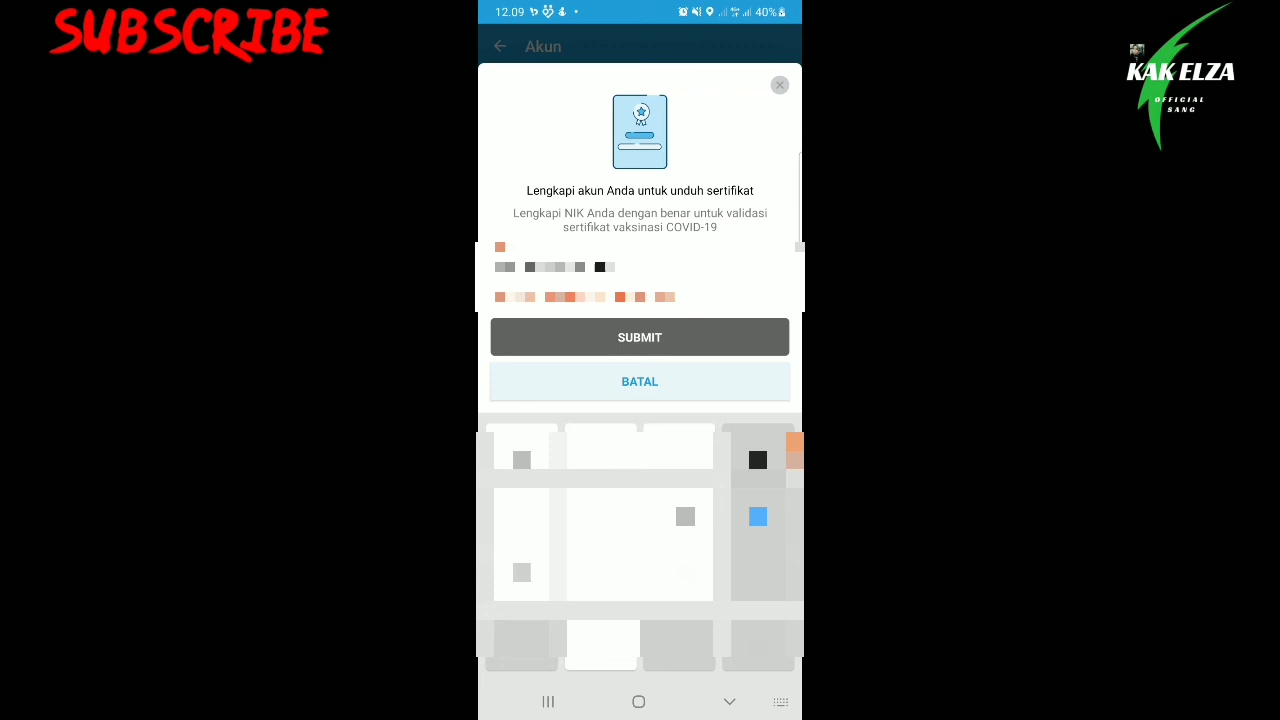 SUBSCRIBE
KAK ELZA
OFFICIAL
SANG
12.09
40%
Akun
Lengkapi akun Anda untuk unduh sertifikat
Lengkapi NIK Anda dengan benar untuk validasi
sertifikat vaksinasi COVID-19
SUBMIT
BATAL